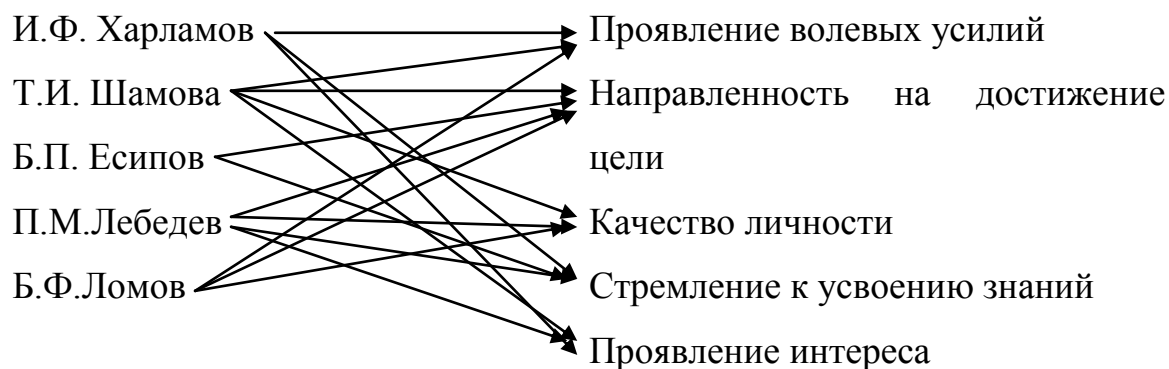 И.Ф. Харламов
Проявление волевых усилий
Т.И. Шамова
Направленность на достижение
Б.П. Есипов
цели
П.М.Лебедев
Качество личности
Б.Ф.Ломов
Стремление к усвоению знаний
Проявление интереса